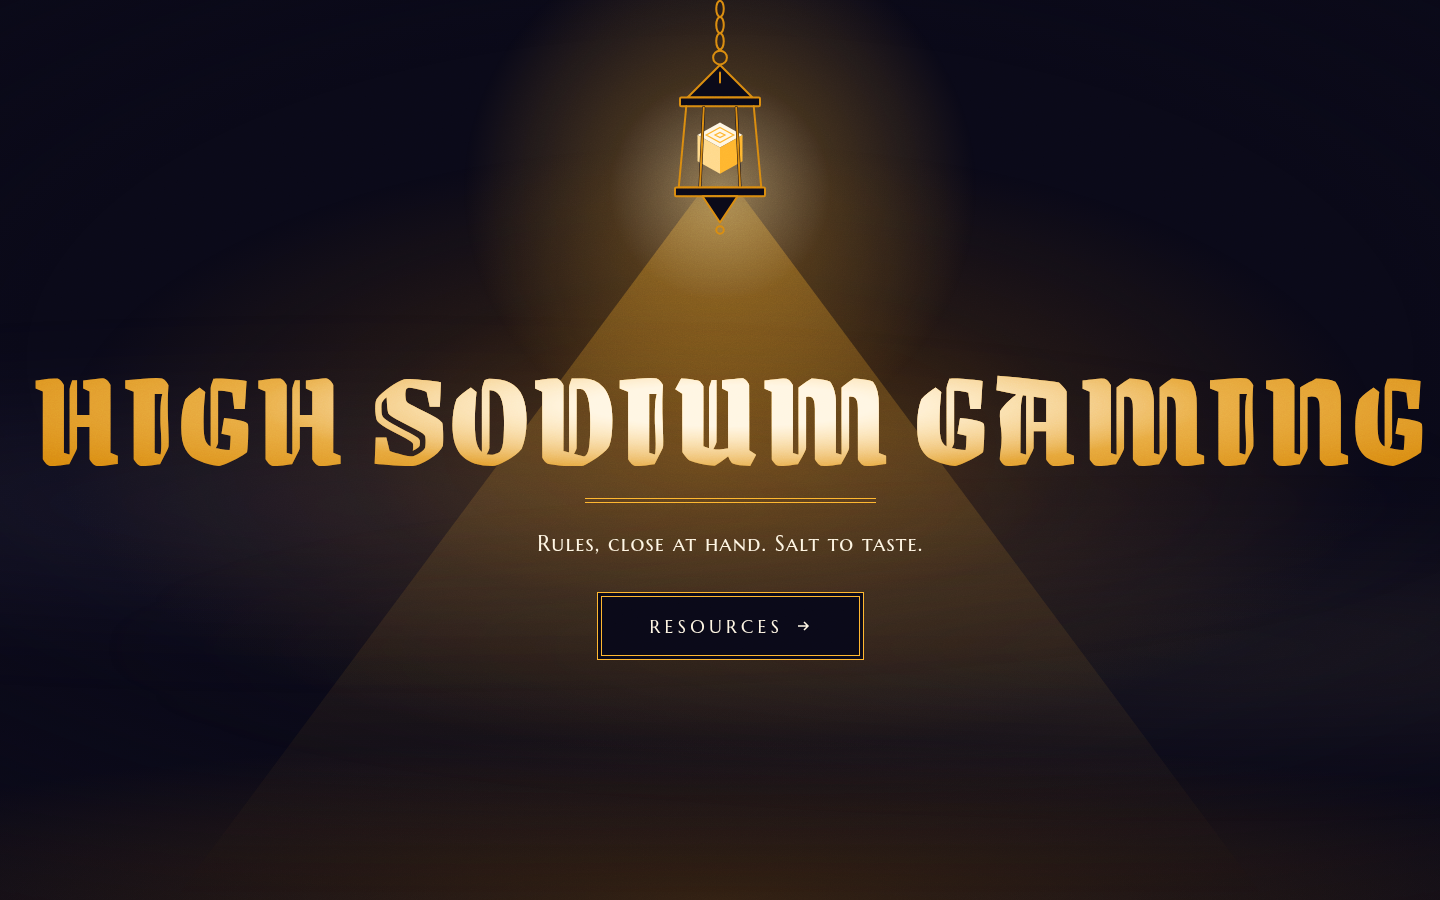 HIGH SODIUM GAMING
Rules, close at hand. Salt to taste.
RESOURCES →